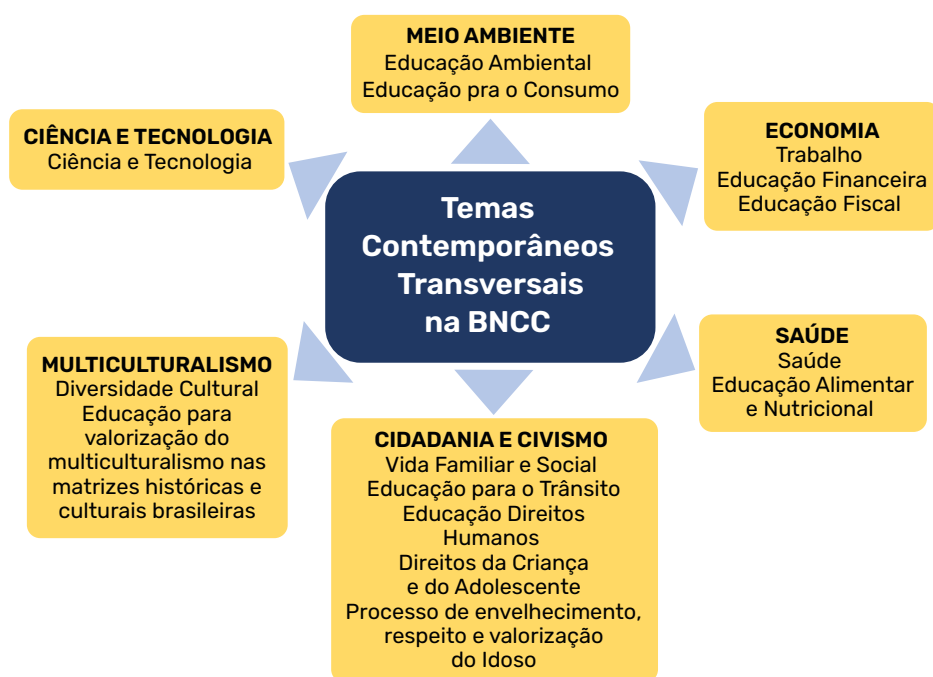 MEIO AMBIENTE
Educação Ambiental
Educação pra o Consumo
CIÊNCIA E TECNOLOGIA
Ciência e Tecnologia
ECONOMIA
Trabalho
Educação Financeira
Educação Fiscal
Temas
Contemporâneos
Transversais
na BNCC
MULTICULTURALISMO
Diversidade Cultural
Educação para
valorização do
multiculturalismo nas
matrizes históricas e
culturais brasileiras
SAÚDE
Saúde
Educação Alimentar
e Nutricional
CIDADANIA E CIVISMO
Vida Familiar e Social
Educação para o Trânsito
Educação Direitos
Humanos
Direitos da Criança
e do Adolescente
Processo de envelhecimento,
respeito e valorização
do Idoso